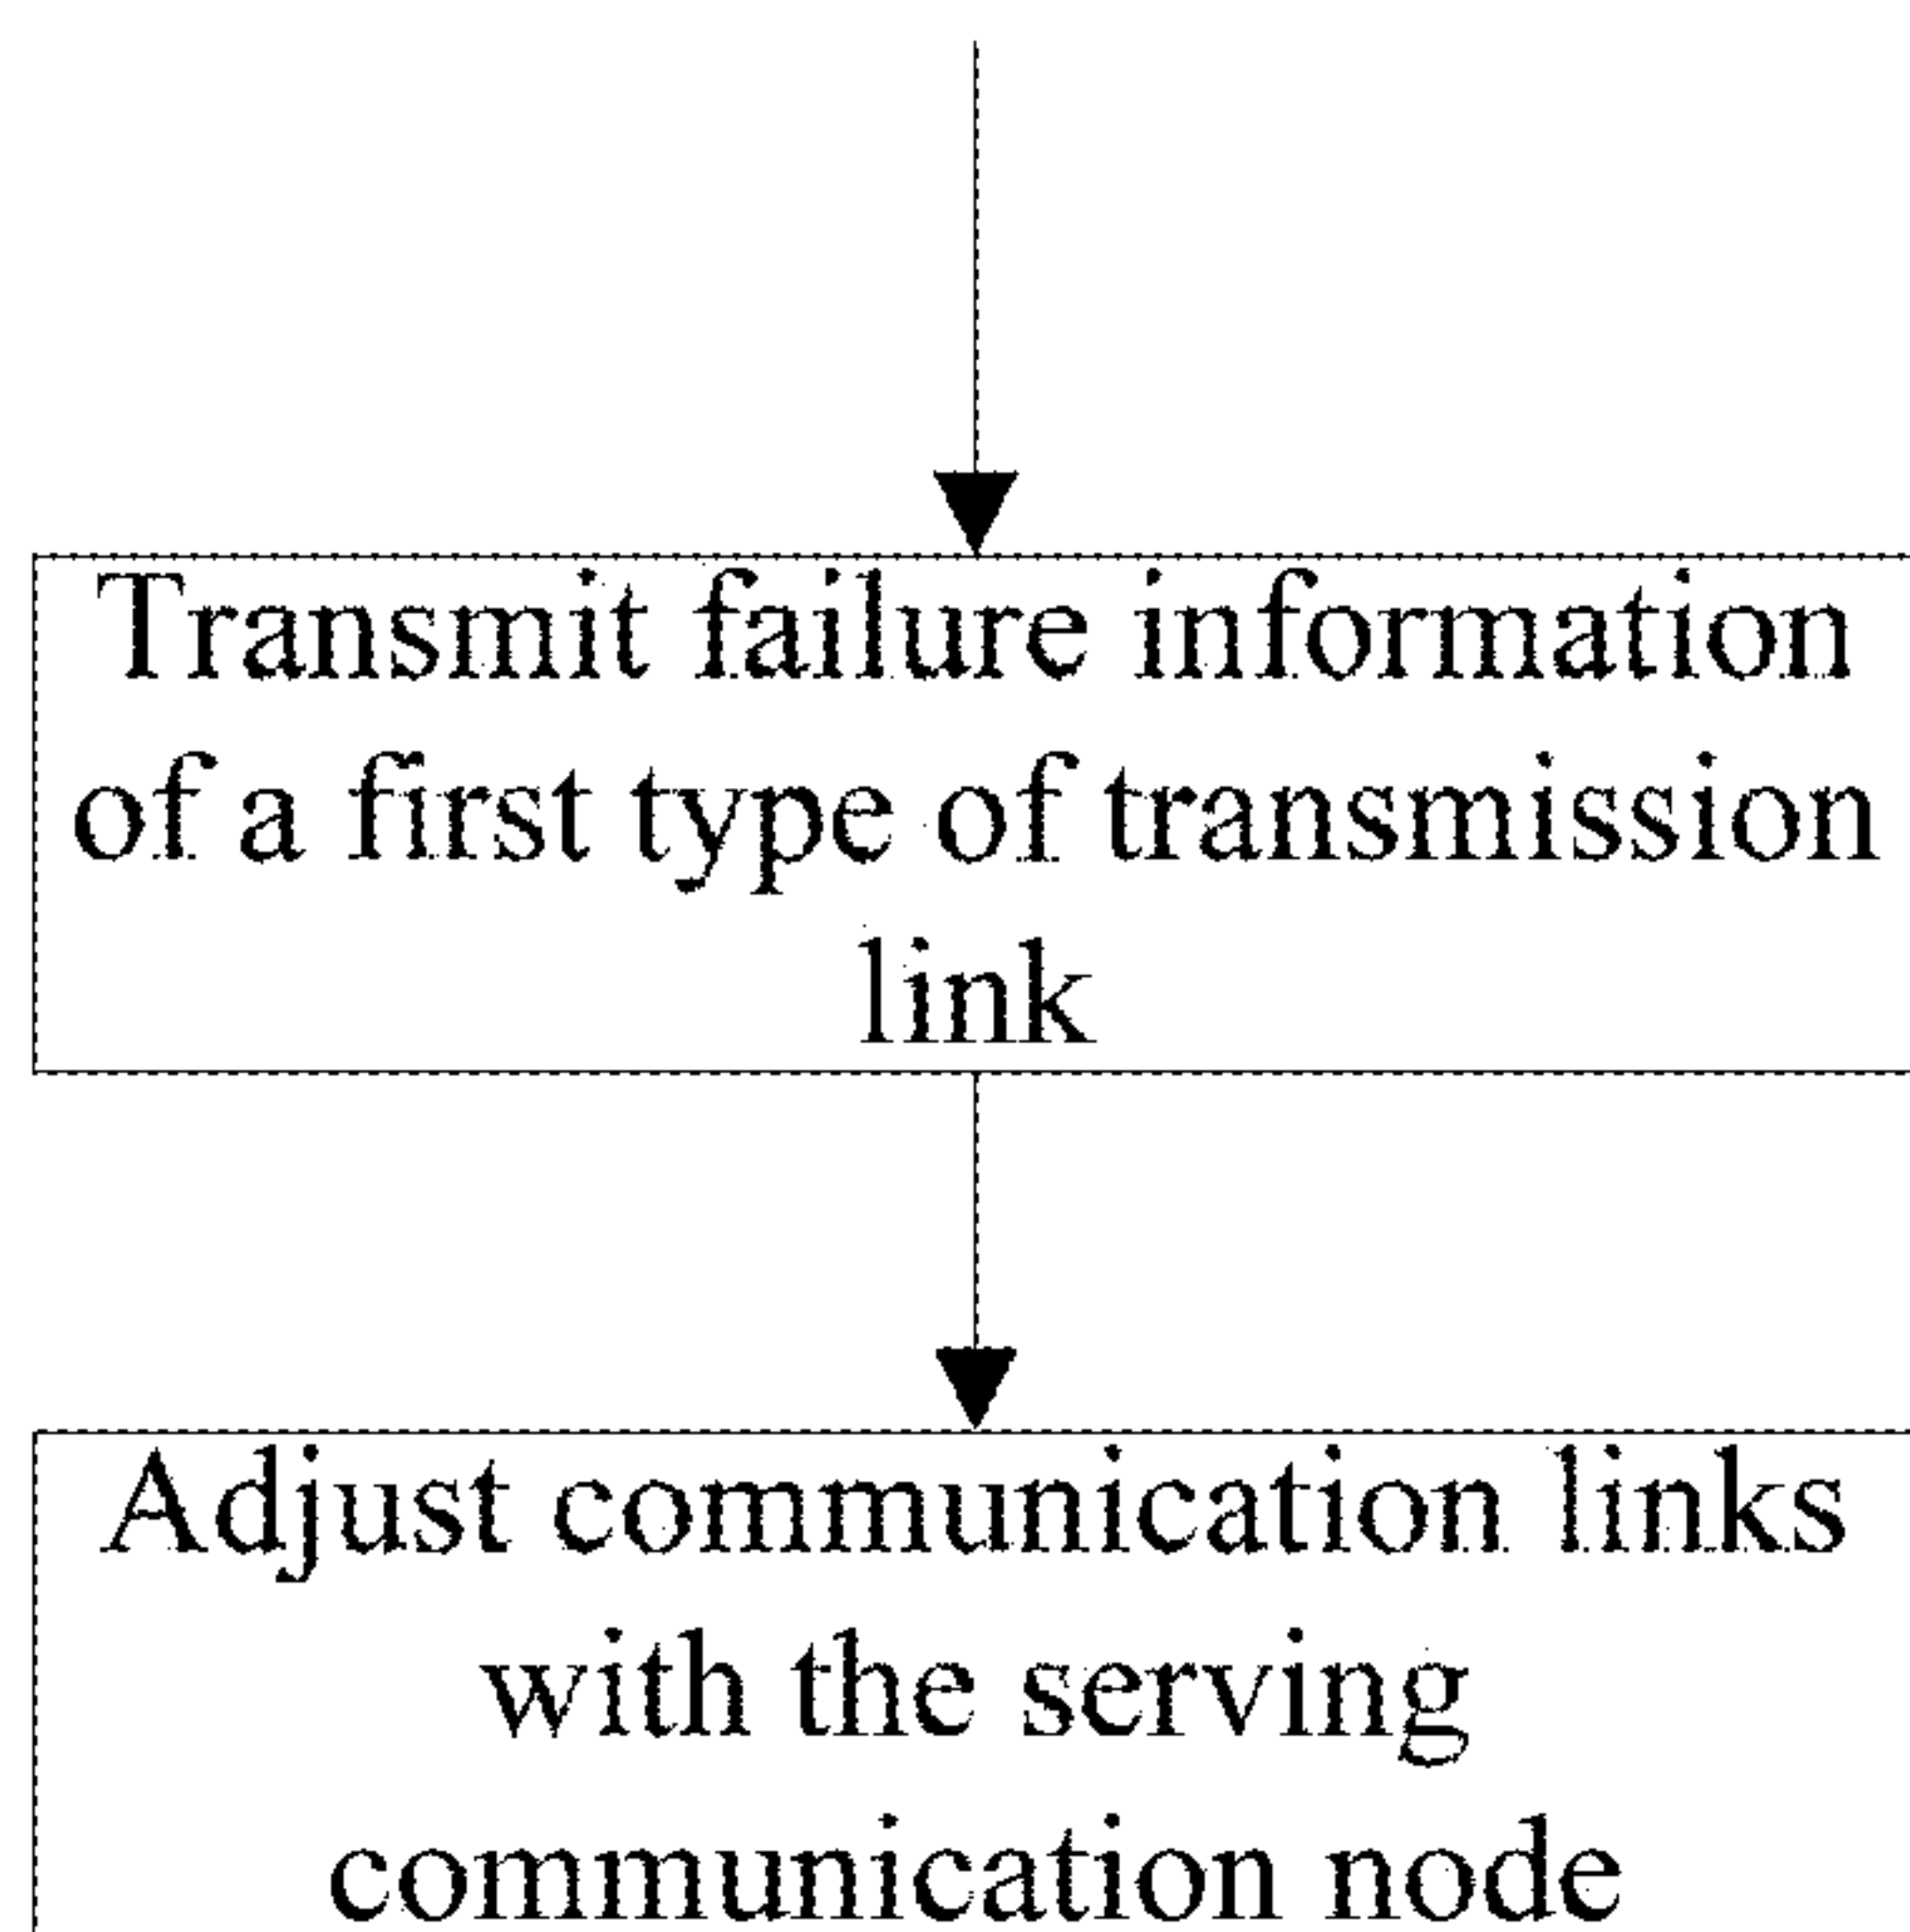 Transmit failure information
of a first type of transmission
link
Adjust communication links
with the serving
communication node